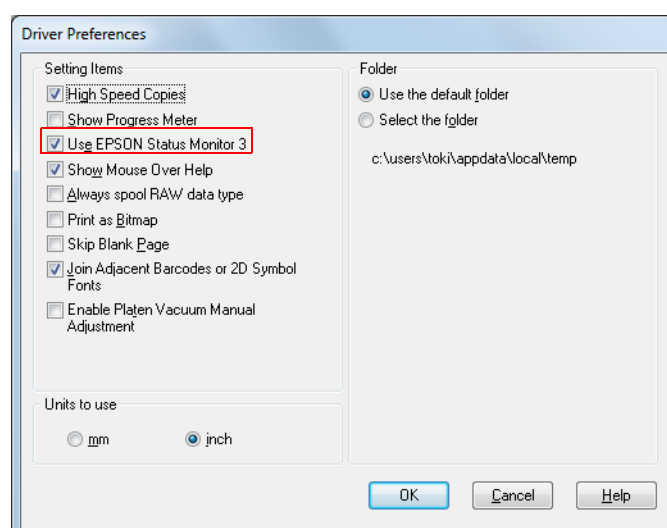 Driver Preferences
Setting Items
High Speed Copies
Show Progress Meter
Use EPSON Status Monitor 3
Show Mouse Over Help
Always spool RAW data type
Print as Bitmap
Skip Blank Page
Join Adjacent Barcodes or 2D Symbol
Fonts
Enable Platen Vacuum Manual
Adjustment
Units to use
mm
inch
Folder
Use the default folder
Select the folder
c:\users\toki\appdata\local\temp
OK
Cancel
Help